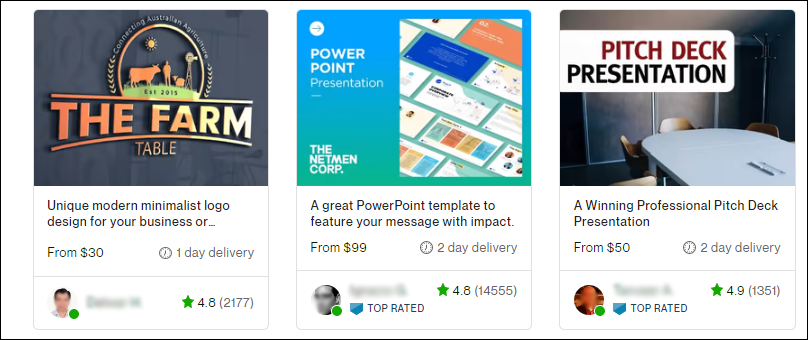 Connecting Australian Agriculture
Est 2015
THE FARM
TABLE
Unique modern minimalist logo
design for your business or...
From $30
1 day delivery
4.8 (2177)
POWER
POINT
Presentation
THE
NETMEN
CORP.
A great PowerPoint template to
feature your message with impact.
From $99
2 day delivery
4.8 (14555)
TOP RATED
PITCH DECK
PRESENTATION
A Winning Professional Pitch Deck
Presentation
From $50
2 day delivery
4.9 (1351)
TOP RATED